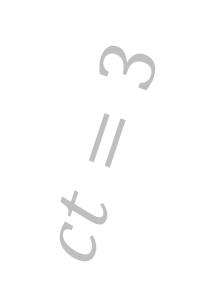 ct = 3